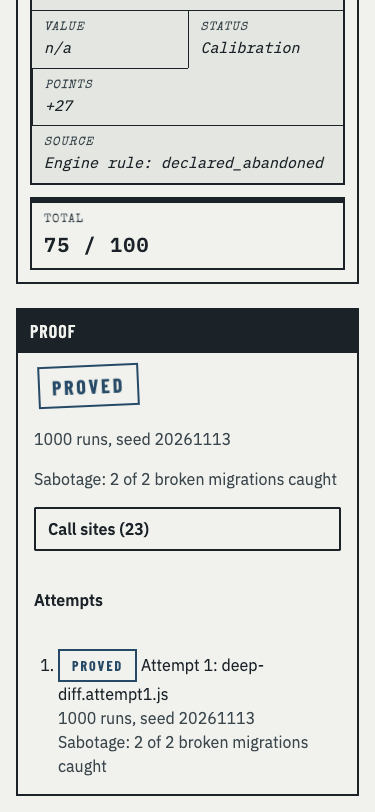 VALUE
n/a
STATUS
Calibration
POINTS
+27
SOURCE
Engine rule: declared_abandoned
TOTAL
75 / 100
PROOF
PROVED
1000 runs, seed 20261113
Sabotage: 2 of 2 broken migrations caught
Call sites (23)
Attempts
1. PROVED Attempt 1: deep-
diff.attempt1.js
1000 runs, seed 20261113
Sabotage: 2 of 2 broken migrations
caught